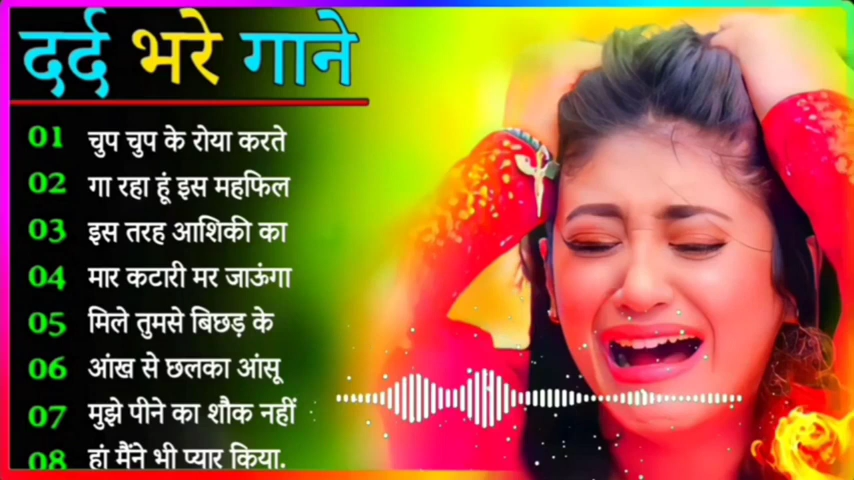 दर्द भरे गाने
01 चुप चुप के रोया करते
02 गा रहा हूं इस महफिल
03 इस तरह आशिकी का
04 मार कटारी मर जाऊंगा
05 मिले तुमसे बिछड़ के
06 आंख से छलका आंसू
07 मुझे पीने का शौक नहीं
08 हां मैंने भी प्यार किया.